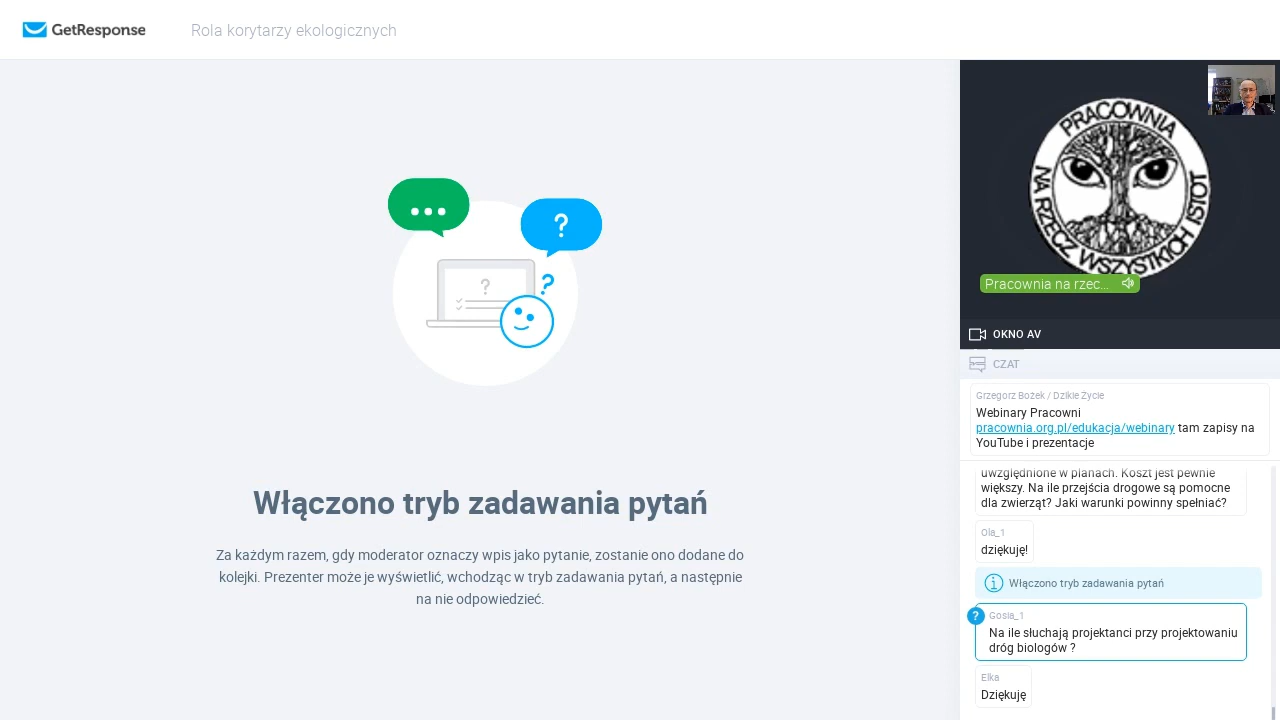 GetResponse
Rola korytarzy ekologicznych
PRACOWNIA
NA RZECZ WSZYSTKICH ISTOT
Pracownia na rzec...
OKNO AV
CZAT
Grzegorz Bożek / Dzikie Życie
Webinary Pracowni
pracownia.org.pl/edukacja/webinary tam zapisy na
YouTube i prezentacje
uwzględnione w planach. Koszt jest pewnie
większy. Na ile przejścia drogowe są pomocne
dla zwierząt? Jaki warunki powinny spełniać?
Ola_1
dziękuję!
Włączono tryb zadawania pytań
Gosia_1
Na ile słuchają projektanci przy projektowaniu
dróg biologów ?
Elka
Dziękuję
Włączono tryb zadawania pytań
Za każdym razem, gdy moderator oznaczy wpis jako pytanie, zostanie ono dodane do
kolejki. Prezenter może je wyświetlić, wchodząc w tryb zadawania pytań, a następnie
na nie odpowiedzieć.